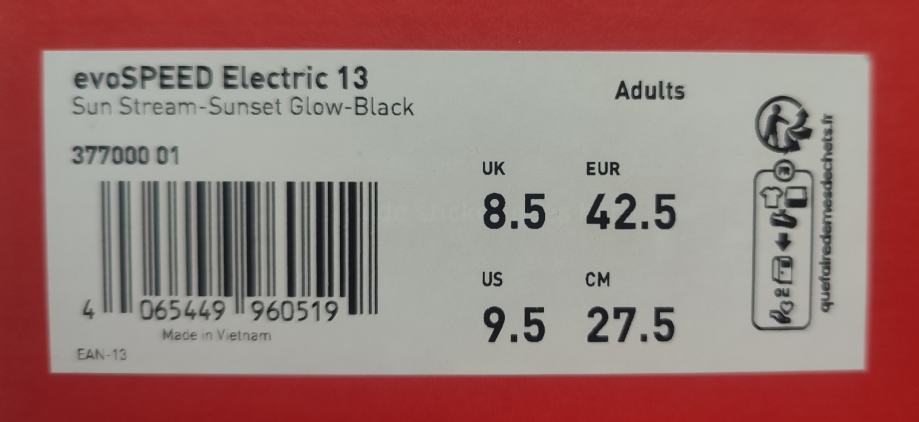 evoSPEED Electric 13
Sun Stream-Sunset Glow-Black
377000 01
4 065449 960519
Made in Vietnam
EAN-13
Adults
UK EUR
8.5 42.5
US CM
9.5 27.5
quefairedemesdechets.fr